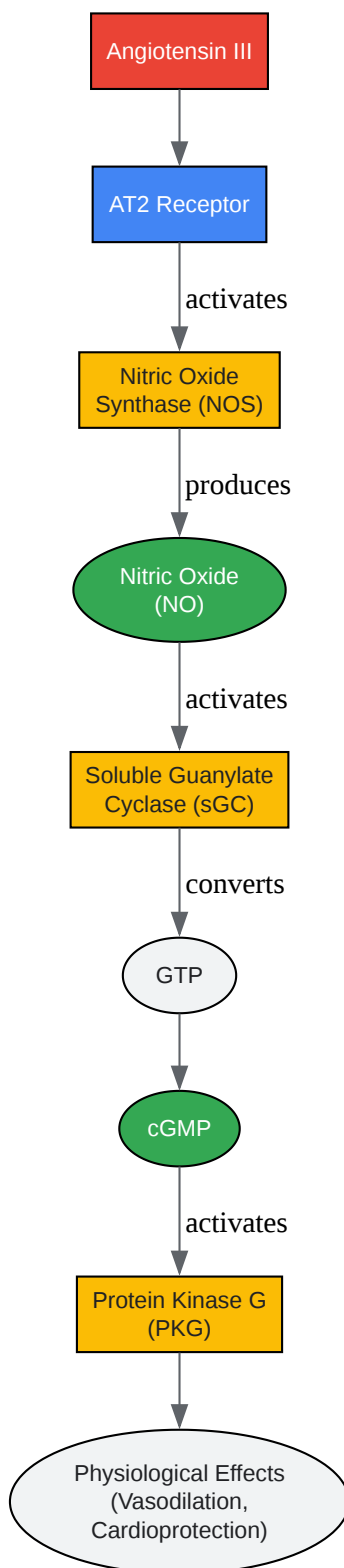 Angiotensin III
AT2 Receptor
activates
Nitric Oxide
Synthase (NOS)
produces
Nitric Oxide
(NO)
activates
Soluble Guanylate
Cyclase (sGC)
converts
GTP
cGMP
activates
Protein Kinase G
(PKG)
Physiological Effects
(Vasodilation,
Cardioprotection)